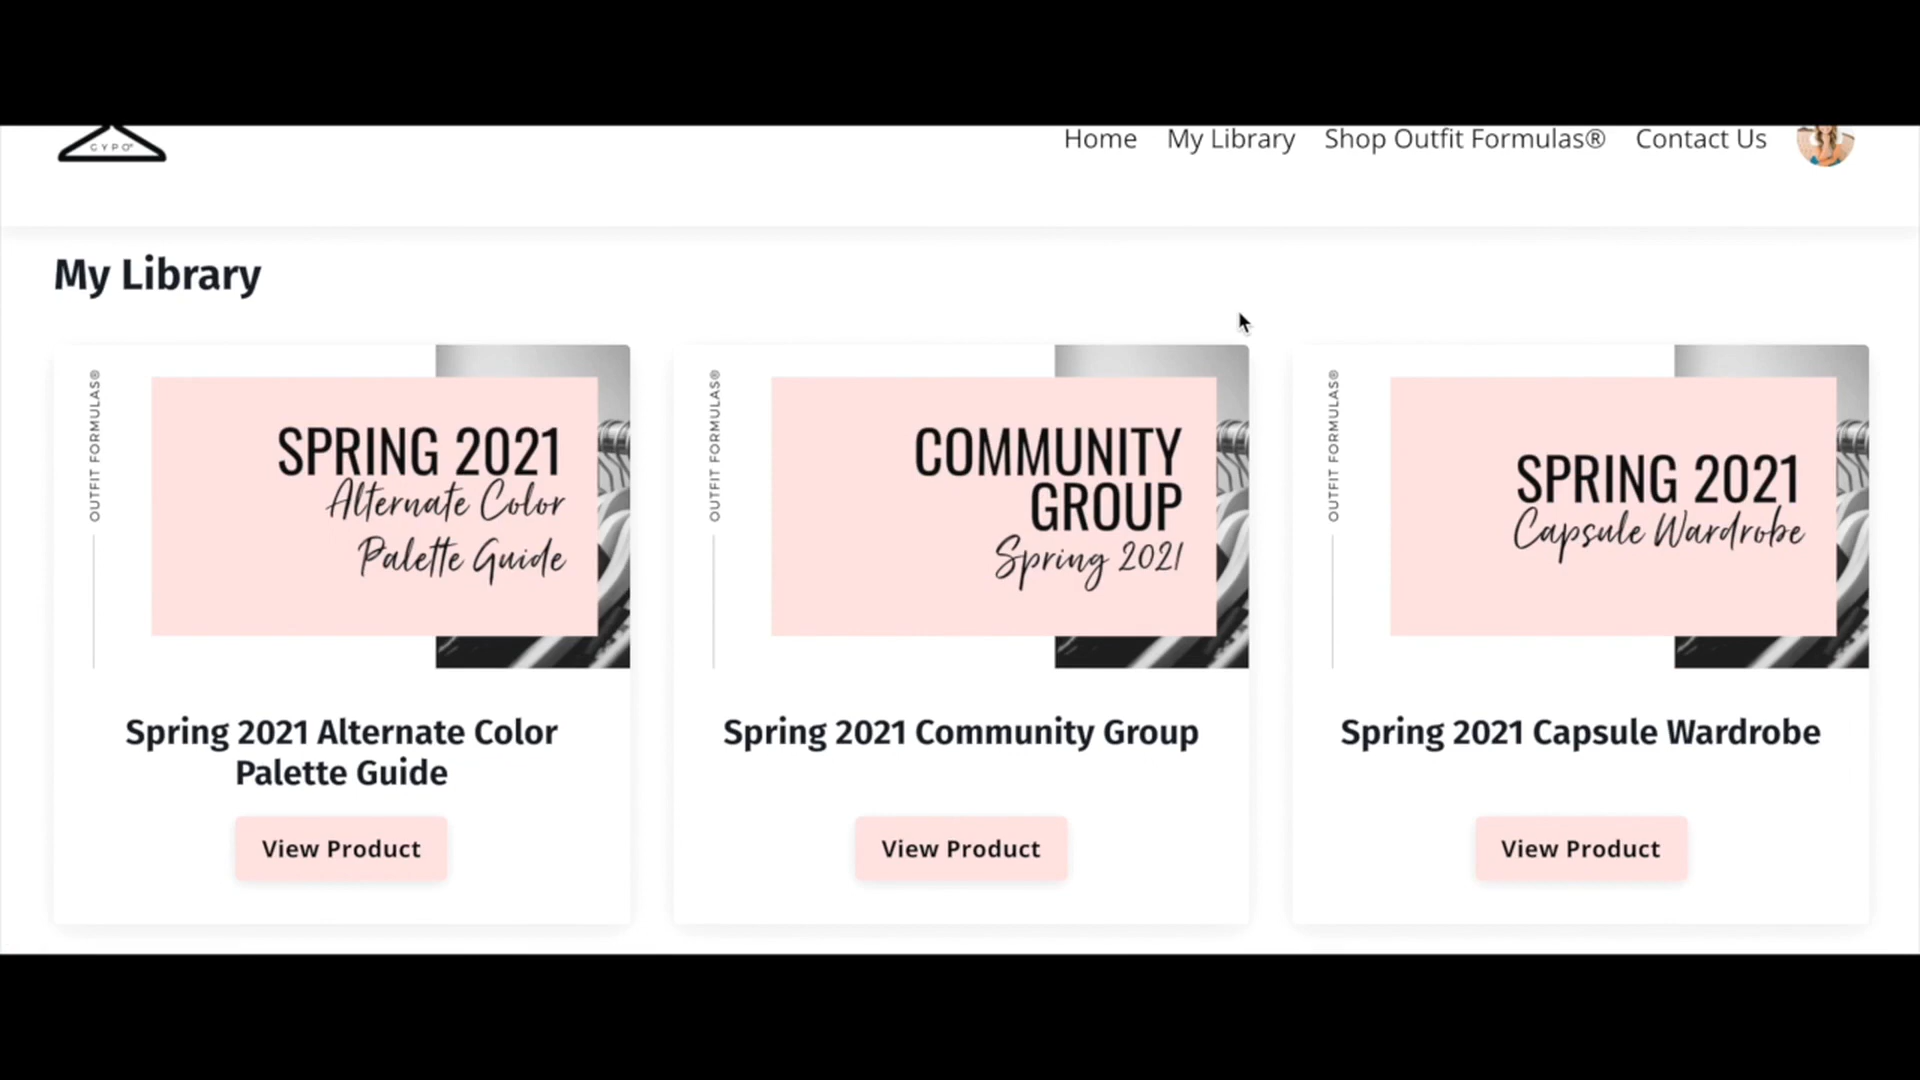 GYPO®
Home My Library Shop Outfit Formulas® Contact Us
My Library
OUTFIT FORMULAS®
SPRING 2021
Alternate Color
Palette Guide
Spring 2021 Alternate Color
Palette Guide
View Product
OUTFIT FORMULAS®
COMMUNITY
GROUP
Spring 2021
Spring 2021 Community Group
View Product
OUTFIT FORMULAS®
SPRING 2021
Capsule Wardrobe
Spring 2021 Capsule Wardrobe
View Product